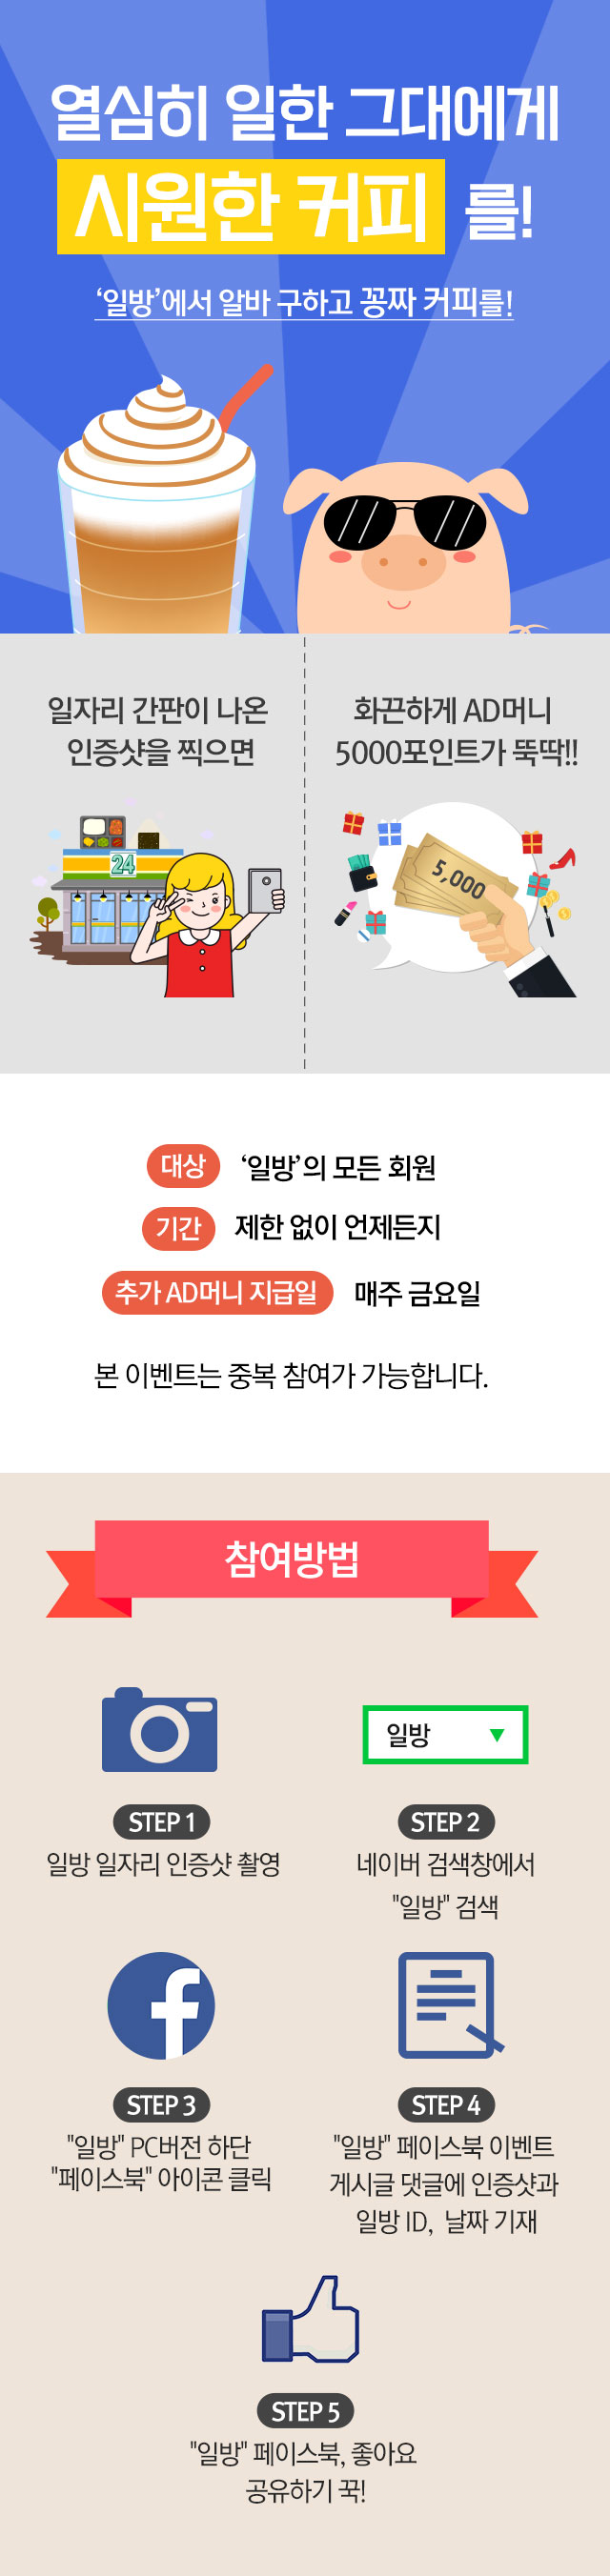 열심히 일한 그대에게
시원한 커피 를!
‘일방’에서 알바 구하고 꽁짜 커피를!
일자리 간판이 나온
인증샷을 찍으면
화끈하게 AD머니
5000포인트가 뚝딱!!
24
5,000
대상 ‘일방’의 모든 회원
기간 제한 없이 언제든지
추가 AD머니 지급일 매주 금요일
본 이벤트는 중복 참여가 가능합니다.
참여방법
일방
STEP 1
일방 일자리 인증샷 촬영
STEP 2
네이버 검색창에서
"일방" 검색
f
STEP 3
"일방" PC버전 하단
"페이스북" 아이콘 클릭
STEP 4
"일방" 페이스북 이벤트
게시글 댓글에 인증샷과
일방 ID, 날짜 기재
STEP 5
"일방" 페이스북, 좋아요
공유하기 꾹!